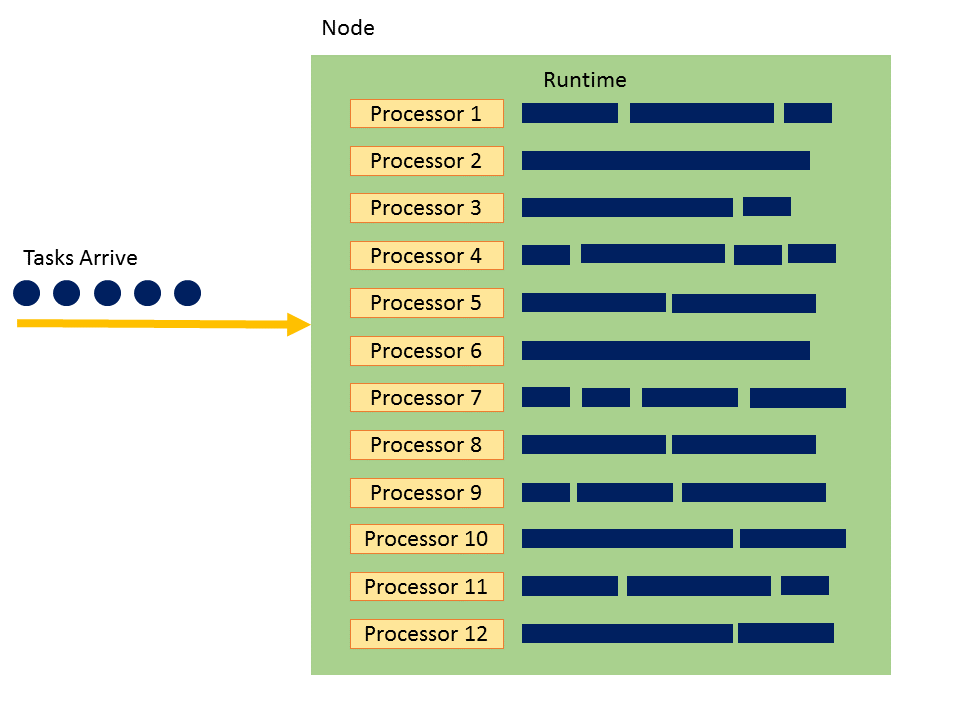 Node
Runtime
Processor 1
Processor 2
Processor 3
Tasks Arrive
Processor 4
Processor 5
Processor 6
Processor 7
Processor 8
Processor 9
Processor 10
Processor 11
Processor 12